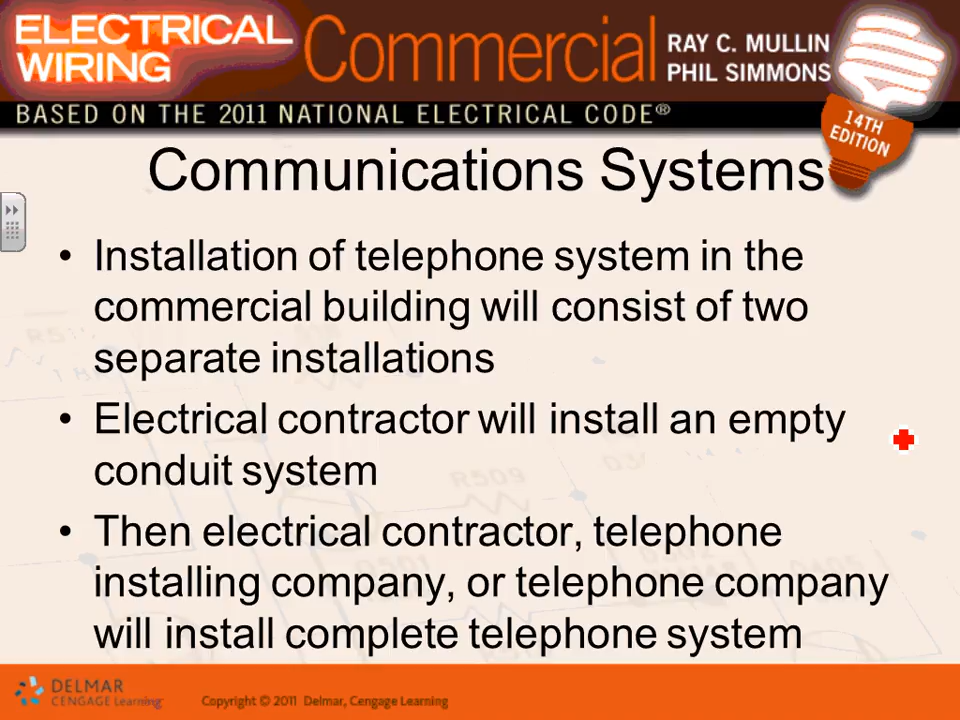 ELECTRICAL
WIRING
Commercial
RAY C. MULLIN
PHIL SIMMONS
BASED ON THE 2011 NATIONAL ELECTRICAL CODE®
14TH
EDITION
Communications Systems
• Installation of telephone system in the
commercial building will consist of two
separate installations
• Electrical contractor will install an empty
conduit system
• Then electrical contractor, telephone
installing company, or telephone company
will install complete telephone system
R509
DELMAR
CENGAGE Learning
Copyright © 2011 Delmar, Cengage Learning